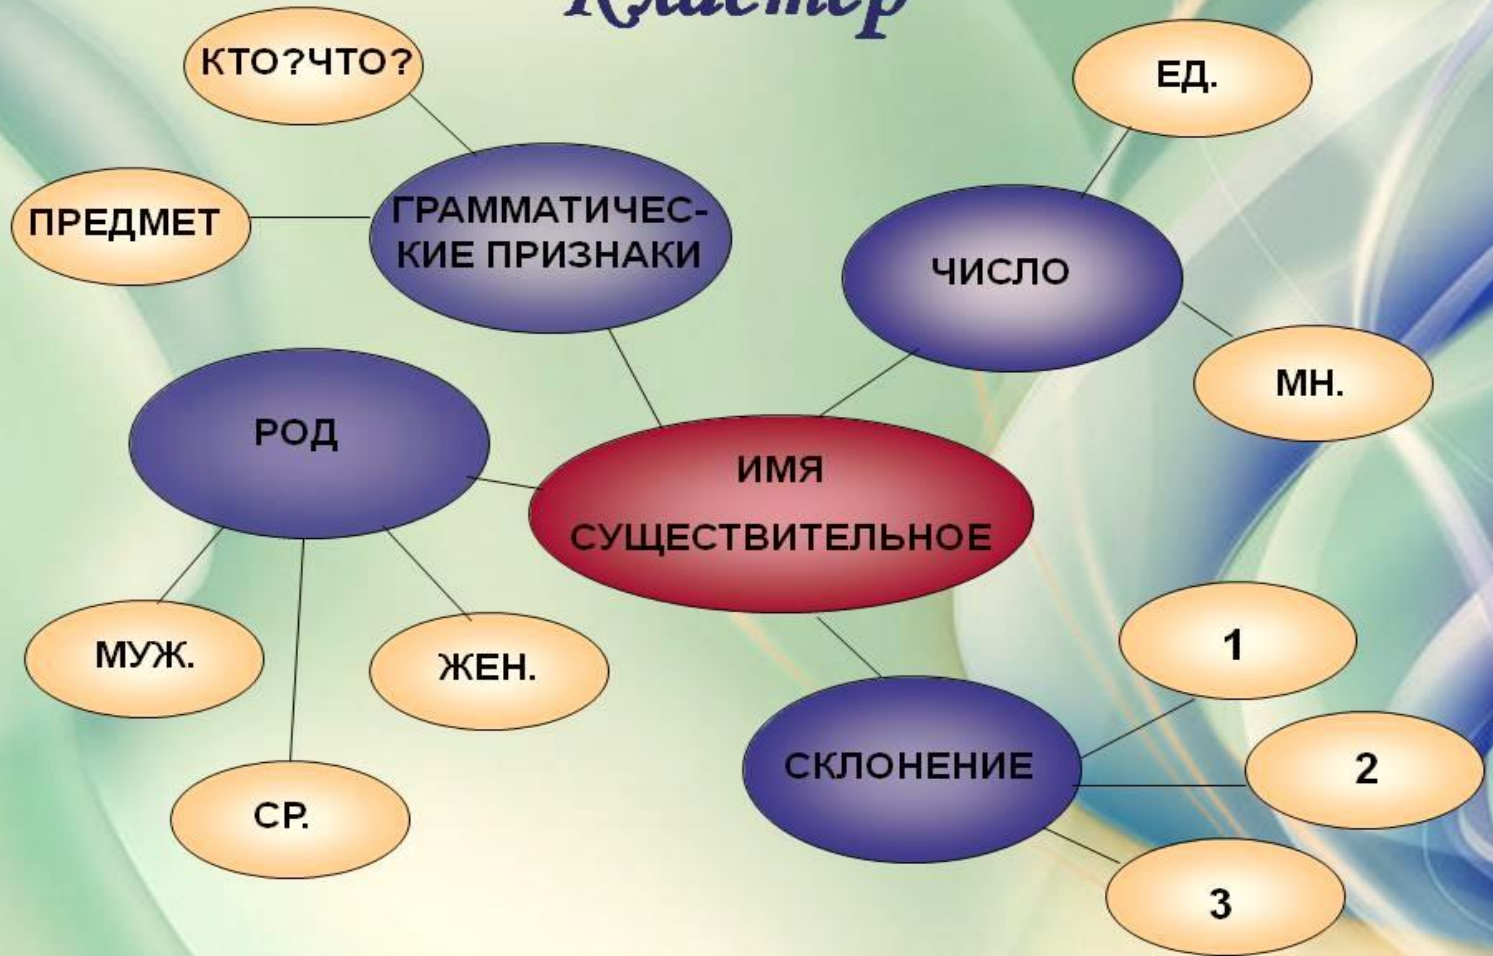 Кластер
КТО?ЧТО?
ПРЕДМЕТ
ГРАММАТИЧЕС-
КИЕ ПРИЗНАКИ
ЕД.
ЧИСЛО
МН.
РОД
ИМЯ
СУЩЕСТВИТЕЛЬНОЕ
МУЖ.
ЖЕН.
СР.
СКЛОНЕНИЕ
1
2
3